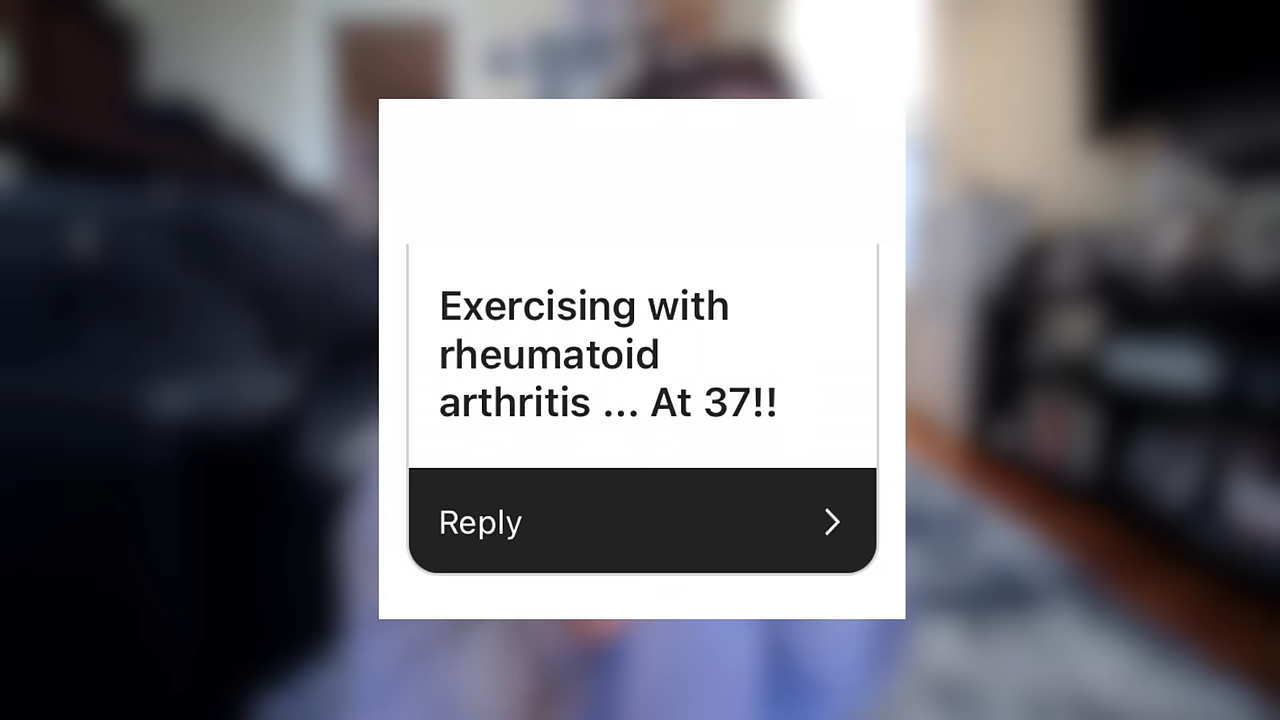 Exercising with
rheumatoid
arthritis ... At 37!!
Reply